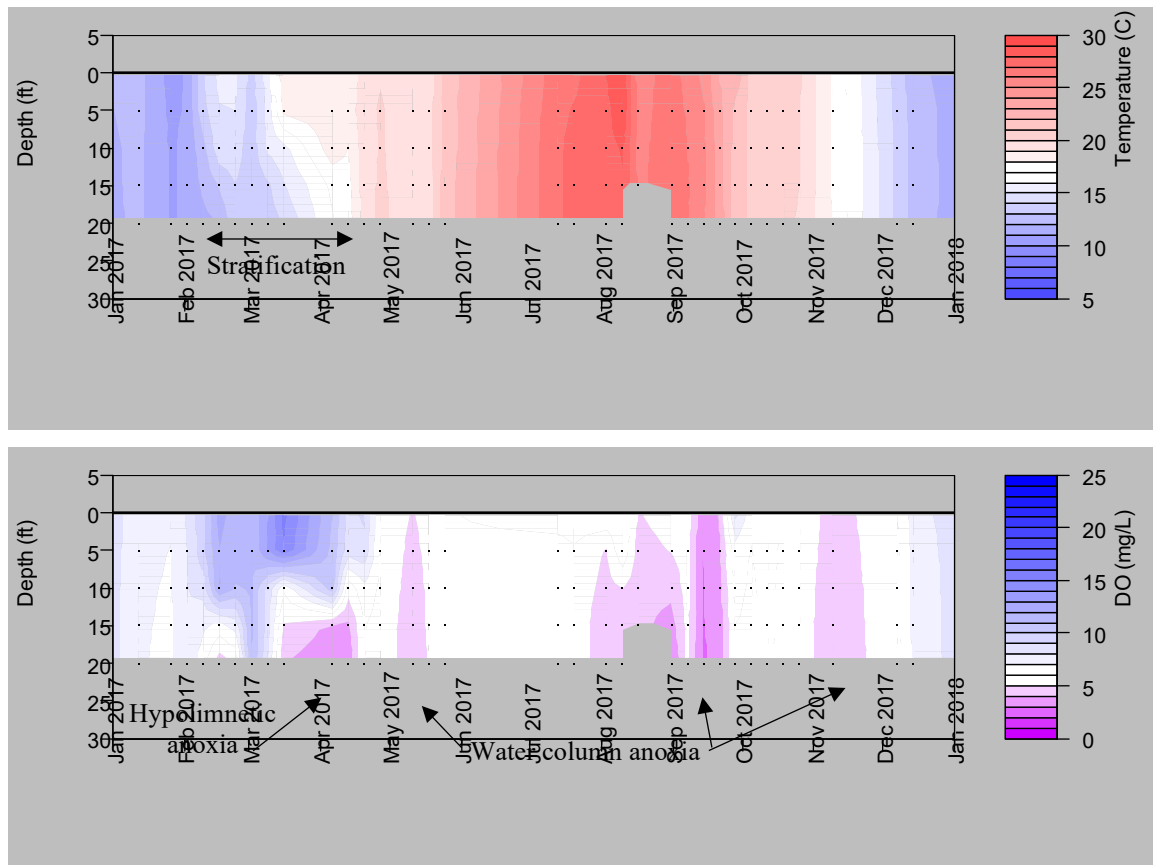 5
0
5
10
15
20
25
30
Depth (ft)
Jan 2017
Feb 2017
Mar 2017
Apr 2017
May 2017
Jun 2017
Jul 2017
Aug 2017
Sep 2017
Oct 2017
Nov 2017
Dec 2017
Jan 2018
Stratification
30
25
20
15
10
5
Temperature (C)
5
0
5
10
15
20
25
30
Depth (ft)
Jan 2017
Feb 2017
Mar 2017
Apr 2017
May 2017
Jun 2017
Jul 2017
Aug 2017
Sep 2017
Oct 2017
Nov 2017
Dec 2017
Jan 2018
Hypolimnetic
anoxia
Water column anoxia
25
20
15
10
5
0
DO (mg/L)